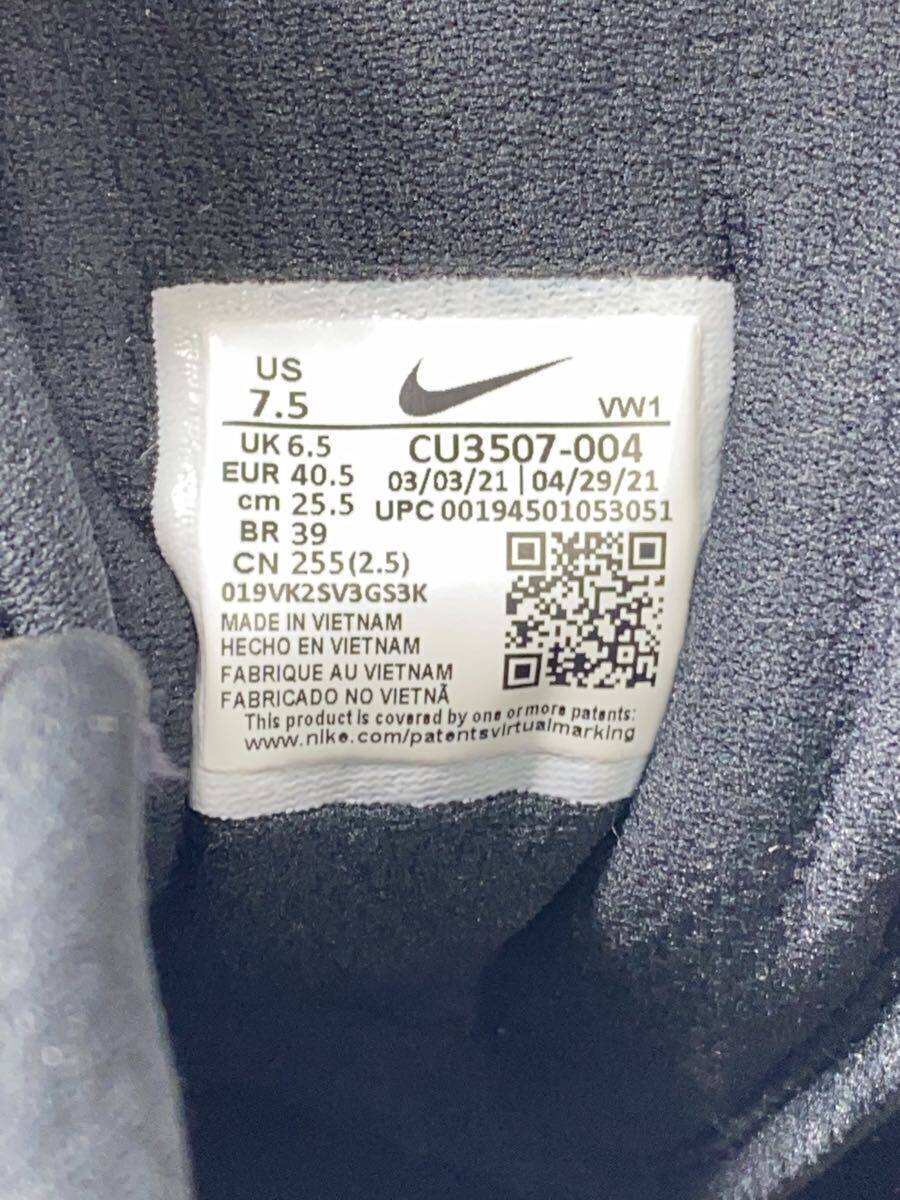 US
7.5
VW1
UK 6.5
CU3507-004
EUR 40.5
03/03/21 | 04/29/21
cm 25.5
UPC 00194501053051
BR 39
CN 255(2.5)
019VK2SV3GS3K
MADE IN VIETNAM
HECHO EN VIETNAM
FABRIQUE AU VIETNAM
FABRICADO NO VIETNÃ
This product is covered by one or more patents:
www.nike.com/patentsvirtualmarking